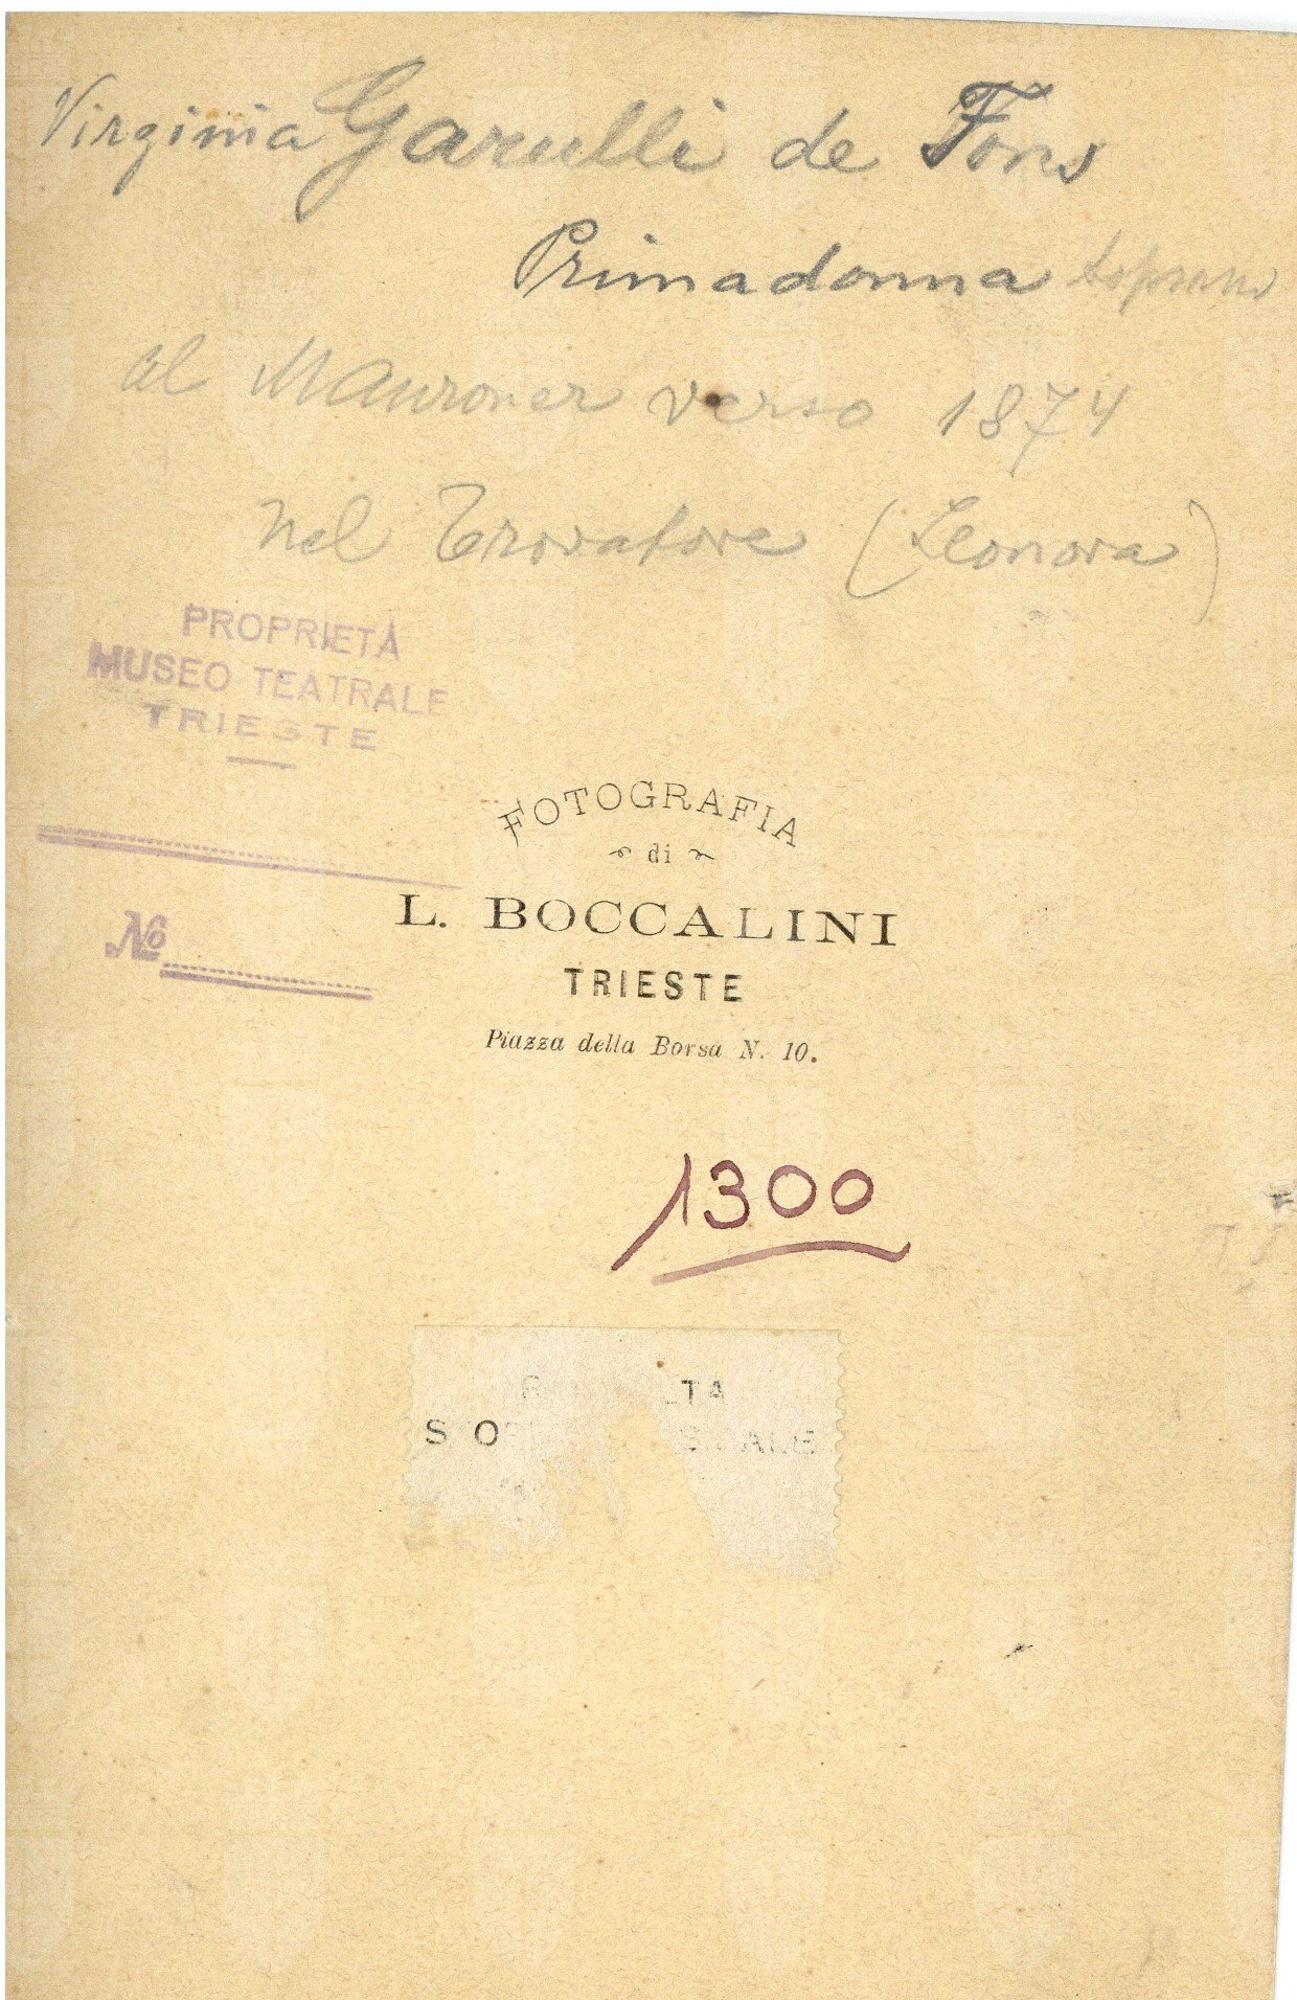 Virginia Garulli de Fons
Primadonna soprano
al Mauroner verso 1874
nel Trovatore (Leonora)
PROPRIETÀ
MUSEO TEATRALE
TRIESTE
FOTOGRAFIA
di
L. BOCCALINI
Nº
TRIESTE
Piazza della Borsa N. 10.
1300